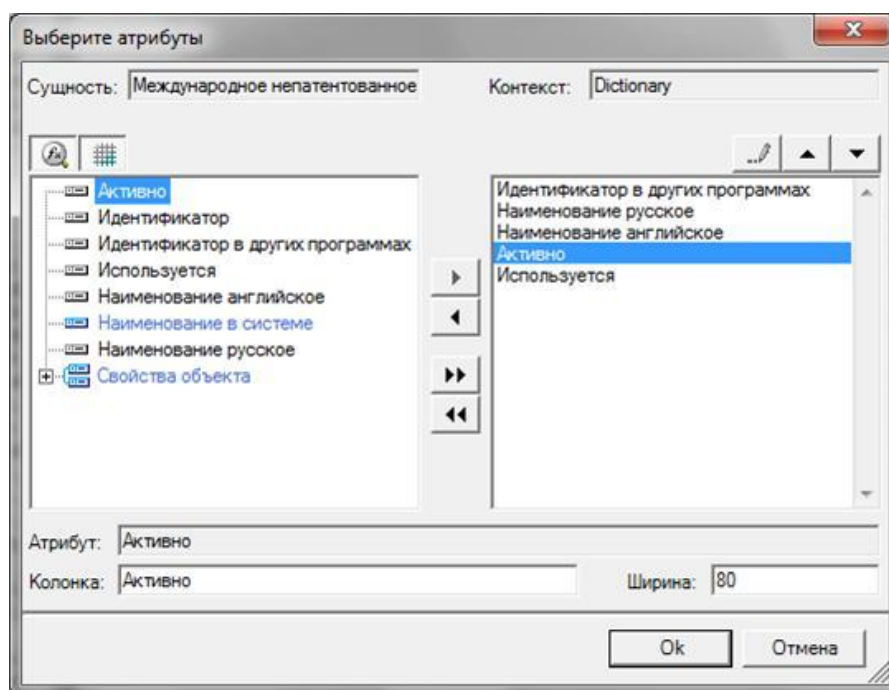 Выберите атрибуты
Сущность: Международное непатентованное
Контекст: Dictionary
Активно
Идентификатор
Идентификатор в других программах
Используется
Наименование английское
Наименование в системе
Наименование русское
Свойства объекта
Идентификатор в других программах
Наименование русское
Наименование английское
Активно
Используется
Атрибут: Активно
Колонка: Активно
Ширина: 80
Ok
Отмена